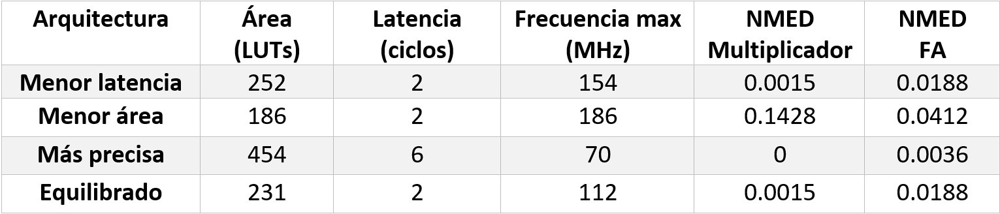 Arquitectura Área (LUTs) Latencia (ciclos) Frecuencia max (MHz) NMED Multiplicador NMED FA
Menor latencia 252 2 154 0.0015 0.0188
Menor área 186 2 186 0.1428 0.0412
Más precisa 454 6 70 0 0.0036
Equilibrado 231 2 112 0.0015 0.0188